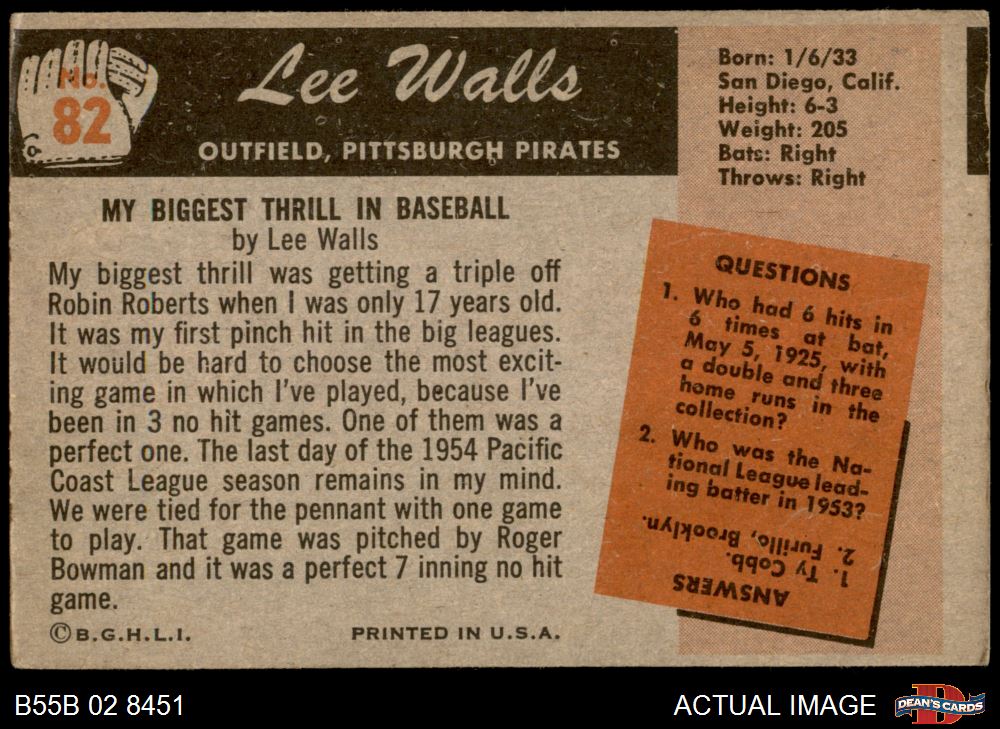 No.
82
Lee Walls
OUTFIELD, PITTSBURGH PIRATES
Born: 1/6/33
San Diego, Calif.
Height: 6-3
Weight: 205
Bats: Right
Throws: Right
MY BIGGEST THRILL IN BASEBALL
by Lee Walls
My biggest thrill was getting a triple off
Robin Roberts when I was only 17 years old.
It was my first pinch hit in the big leagues.
It would be hard to choose the most excit-
ing game in which I've played, because I've
been in 3 no hit games. One of them was a
perfect one. The last day of the 1954 Pacific
Coast League season remains in my mind.
We were tied for the pennant with one game
to play. That game was pitched by Roger
Bowman and it was a perfect 7 inning no hit
game.
©B.G.H.L.I.
PRINTED IN U.S.A.
QUESTIONS
1. Who had 6 hits in
6 times at bat,
May 5, 1925, with
a double and three
home runs in the
collection?
2. Who was the Na-
tional League lead-
ing batter in 1953?
ANSWERS
1. Ty Cobb.
2. Furillo, Brooklyn.
B55B 02 8451
ACTUAL IMAGE
D
DEAN'S CARDS